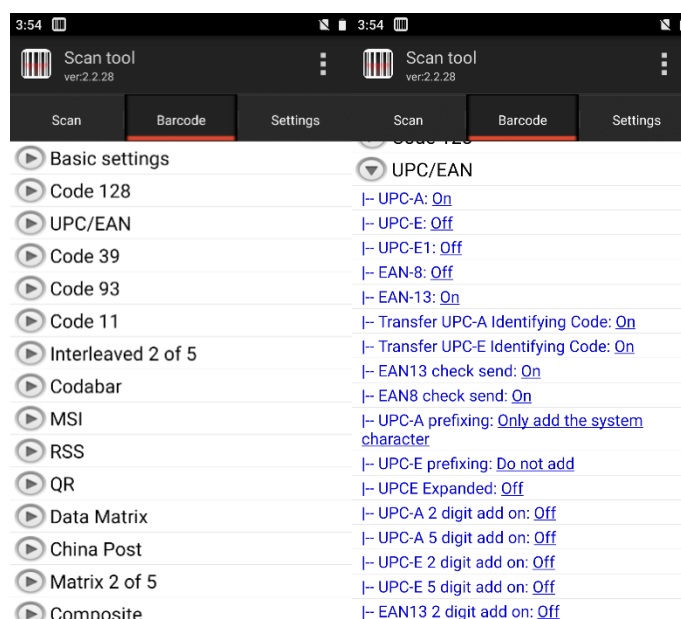 3:54
Scan tool
ver:2.2.28
Scan
Barcode
Settings
Basic settings
Code 128
UPC/EAN
Code 39
Code 93
Code 11
Interleaved 2 of 5
Codabar
MSI
RSS
QR
Data Matrix
China Post
Matrix 2 of 5
Composite
3:54
Scan tool
ver:2.2.28
Scan
Barcode
Settings
Code 128
UPC/EAN
|-- UPC-A: On
|-- UPC-E: Off
|-- UPC-E1: Off
|-- EAN-8: Off
|-- EAN-13: On
|-- Transfer UPC-A Identifying Code: On
|-- Transfer UPC-E Identifying Code: On
|-- EAN13 check send: On
|-- EAN8 check send: On
|-- UPC-A prefixing: Only add the system
character
|-- UPC-E prefixing: Do not add
|-- UPCE Expanded: Off
|-- UPC-A 2 digit add on: Off
|-- UPC-A 5 digit add on: Off
|-- UPC-E 2 digit add on: Off
|-- UPC-E 5 digit add on: Off
|-- EAN13 2 digit add on: Off